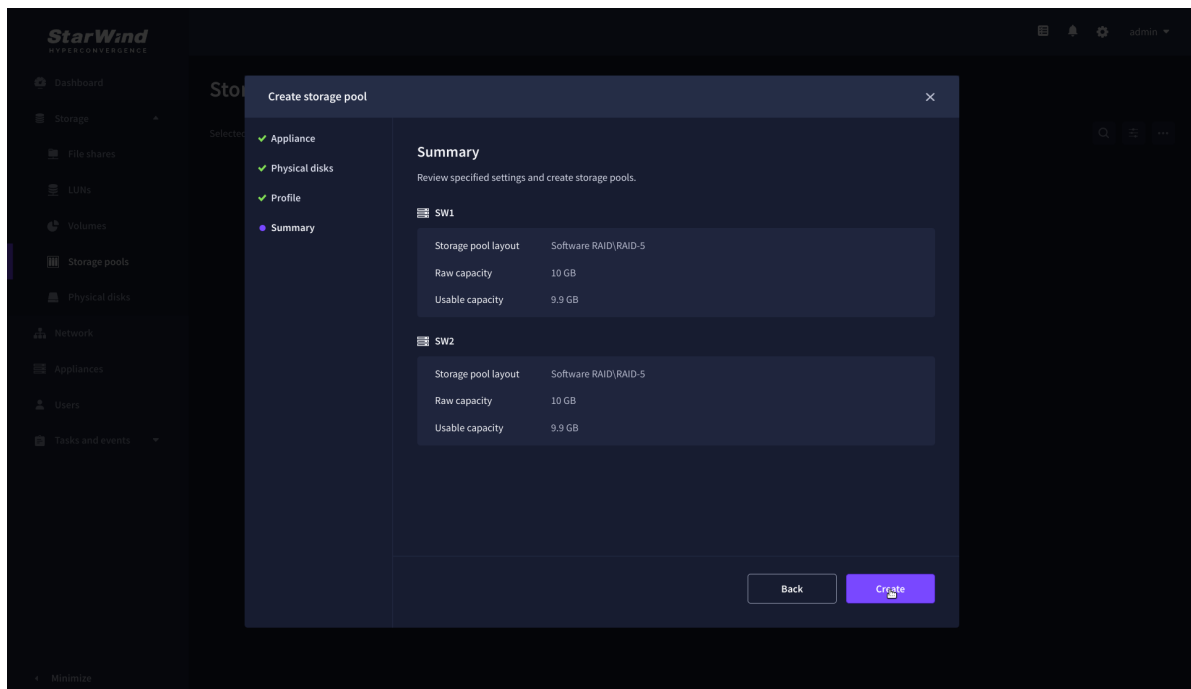 StarWind
HYPERCONVERGENCE
admin
Dashboard
Storage
File shares
LUNs
Volumes
Storage pools
Physical disks
Network
Appliances
Users
Tasks and events
Minimize
Stor
Selected
Create storage pool
Appliance
Physical disks
Profile
Summary
Summary
Review specified settings and create storage pools.
SW1
Storage pool layout Software RAID\RAID-5
Raw capacity 10 GB
Usable capacity 9.9 GB
SW2
Storage pool layout Software RAID\RAID-5
Raw capacity 10 GB
Usable capacity 9.9 GB
Back Create